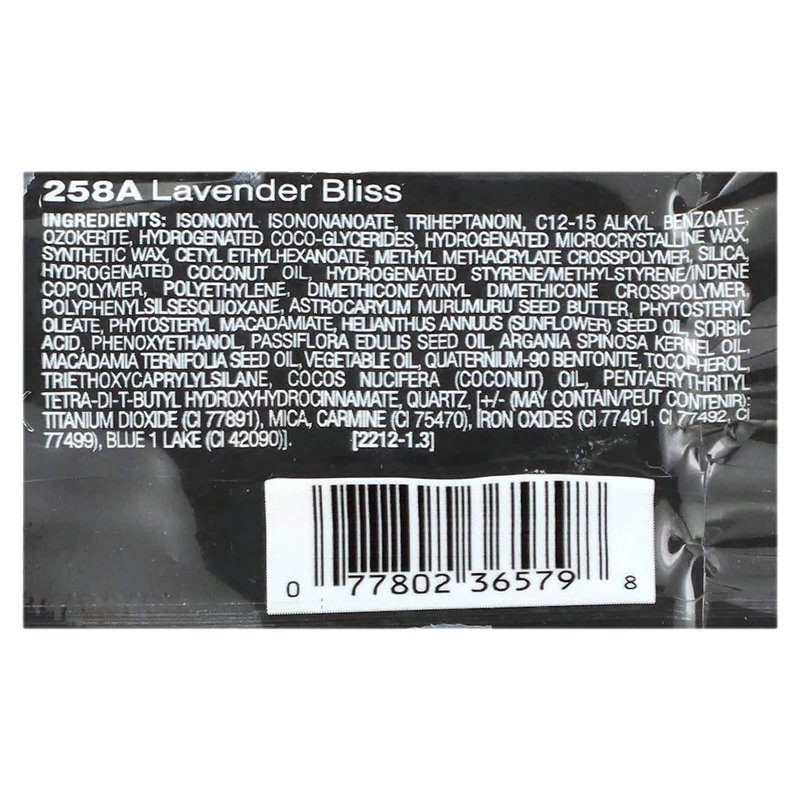 258A Lavender Bliss
INGREDIENTS: ISONONYL ISONONANOATE, TRIHEPTANOIN, C12-15 ALKYL BENZOATE,
OZOKERITE, HYDROGENATED COCO-GLYCERIDES, HYDROGENATED MICROCRYSTALLINE WAX,
SYNTHETIC WAX, CETYL ETHYLHEXANOATE, METHYL METHACRYLATE CROSSPOLYMER, SILICA,
HYDROGENATED COCONUT OIL, HYDROGENATED STYRENE/METHYLSTYRENE/INDENE
COPOLYMER, POLYETHYLENE, DIMETHICONE/VINYL DIMETHICONE CROSSPOLYMER,
POLYPHENYLSILSESQUIOXANE, ASTROCARYUM MURUMURU SEED BUTTER, PHYTOSTERYL
OLEATE, PHYTOSTERYL MACADAMIATE, HELIANTHUS ANNUUS (SUNFLOWER) SEED OIL, SORBIC
ACID, PHENOXYETHANOL, PASSIFLORA EDULIS SEED OIL, ARGANIA SPINOSA KERNEL OIL,
MACADAMIA TERNIFOLIA SEED OIL, VEGETABLE OIL, QUATERNIUM-90 BENTONITE, TOCOPHEROL,
TRIETHOXYCAPRYLYLSILANE, COCOS NUCIFERA (COCONUT) OIL, PENTAERYTHRITYL
TETRA-DI-T-BUTYL HYDROXYHYDROCINNAMATE, QUARTZ, [+/- (MAY CONTAIN/PEUT CONTENIR):
TITANIUM DIOXIDE (CI 77891), MICA, CARMINE (CI 75470), IRON OXIDES (CI 77491, CI 77492, CI
77499), BLUE 1 LAKE (CI 42090)]. [2212-1.3]
0 77802 36579 8